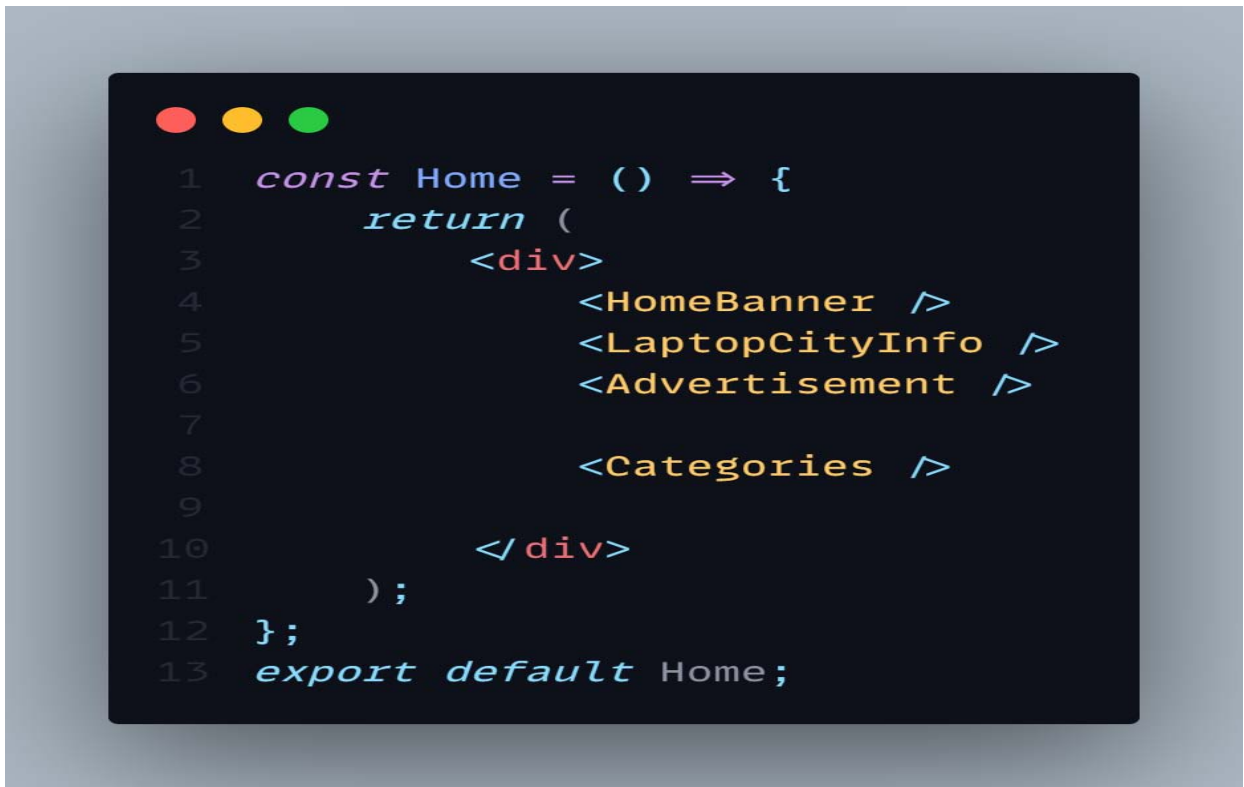 1 const Home = () => {
2 return (
3 <div>
4 <HomeBanner />
5 <LaptopCityInfo />
6 <Advertisement />
7
8 <Categories />
9
10 </div>
11 );
12 };
13 export default Home;